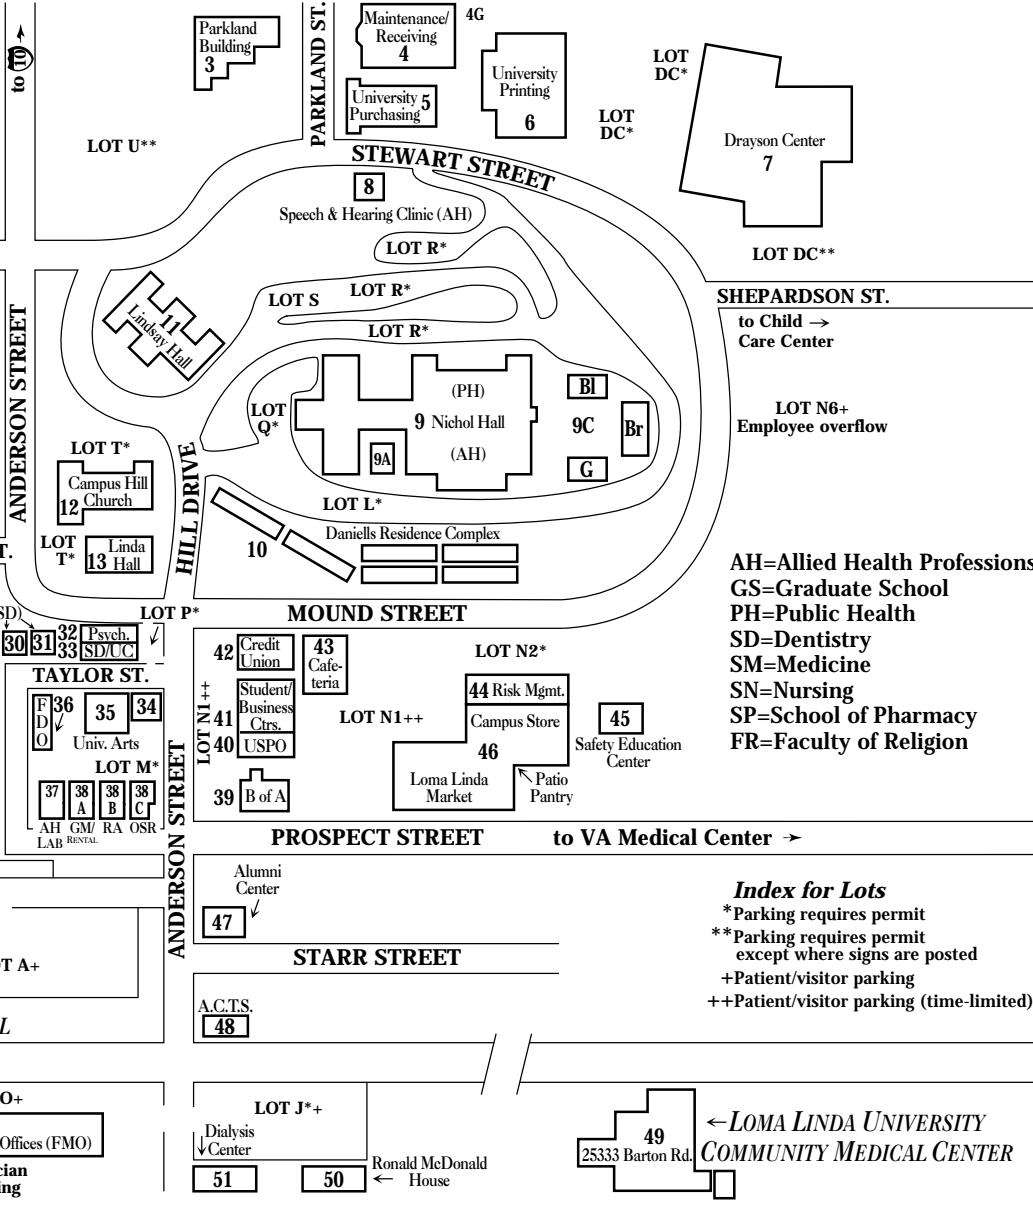 to 10 →
Parkland
Building
3
PARKLAND ST.
Maintenance/
Receiving
4
4G
University
Purchasing
5
University
Printing
6
LOT
DC*
LOT
DC*
Drayson Center
7
LOT U**
STEWART STREET
8
Speech & Hearing Clinic (AH)
LOT R*
LOT DC**
LOT S
LOT R*
LOT R*
SHEPARDSON ST.
to Child →
Care Center
11
Lindsay Hall
ANDERSON STREET
(PH)
9 Nichol Hall
(AH)
9A
LOT
Q*
Bl
9C
Br
G
LOT N6+
Employee overflow
LOT T*
Campus Hill
Church
12
HILL DRIVE
LOT L*
Daniells Residence Complex
10
LOT
T*
13
Linda
Hall
T.
AH=Allied Health Professions
GS=Graduate School
PH=Public Health
SD=Dentistry
SM=Medicine
SN=Nursing
SP=School of Pharmacy
FR=Faculty of Religion
LOT P*
MOUND STREET
SD)
30
31
32
Psych.
33
SD/UC
42
Credit
Union
43
Cafe-
teria
LOT N2*
TAYLOR ST.
F
D
O
36
35
34
Univ. Arts
LOT N1++
41
Student/
Business
Ctrs.
40
USPO
LOT N1++
44 Risk Mgmt.
Campus Store
46
Loma Linda
Market
Patio
Pantry
45
Safety Education
Center
LOT M*
37
38
A
38
B
38
C
AH
LAB
GM/
RENTAL
RA
OSR
39
B of A
ANDERSON STREET
PROSPECT STREET
to VA Medical Center →
Alumni
Center
47
Index for Lots
*Parking requires permit
**Parking requires permit
except where signs are posted
+Patient/visitor parking
++Patient/visitor parking (time-limited)
STARR STREET
T A+
A.C.T.S.
48
L
O+
Offices (FMO)
cian
ing
LOT J*+
Dialysis
Center
51
50
Ronald McDonald
← House
49
25333 Barton Rd.
←LOMA LINDA UNIVERSITY
COMMUNITY MEDICAL CENTER